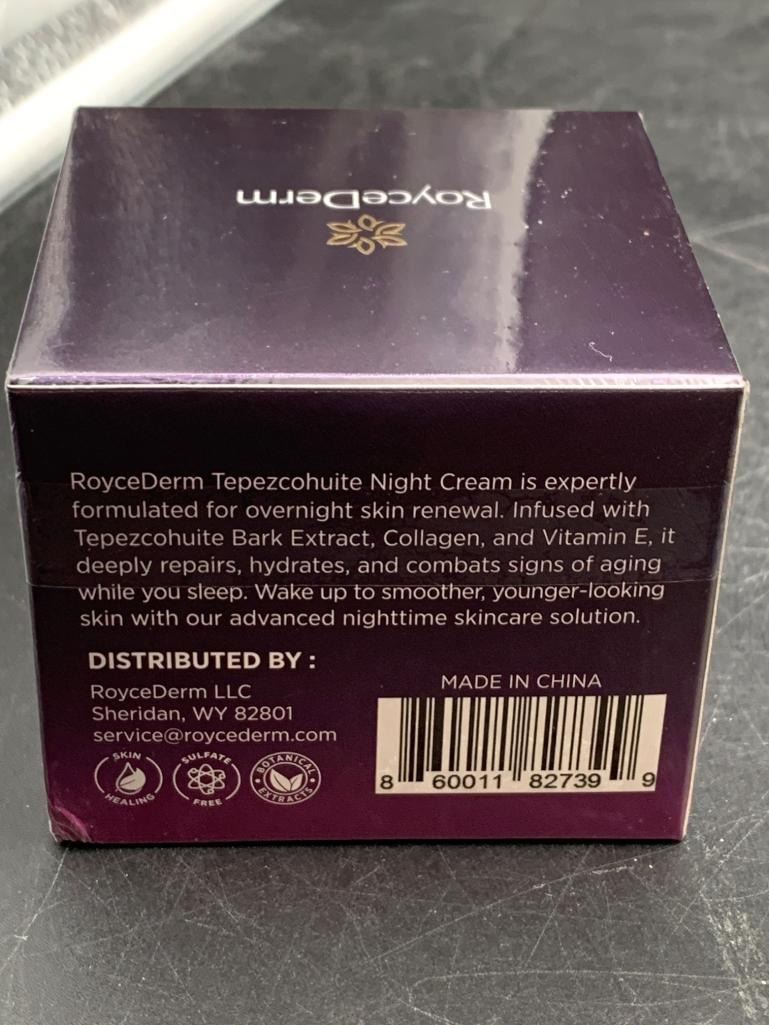 RoyceDerm
RoyceDerm Tepezcohuite Night Cream is expertly
formulated for overnight skin renewal. Infused with
Tepezcohuite Bark Extract, Collagen, and Vitamin E, it
deeply repairs, hydrates, and combats signs of aging
while you sleep. Wake up to smoother, younger-looking
skin with our advanced nighttime skincare solution.
DISTRIBUTED BY :
RoyceDerm LLC
Sheridan, WY 82801
service@roycederm.com
SKIN
HEALING
SULFATE
FREE
BOTANICAL
EXTRACTS
MADE IN CHINA
8 60011 82739 9